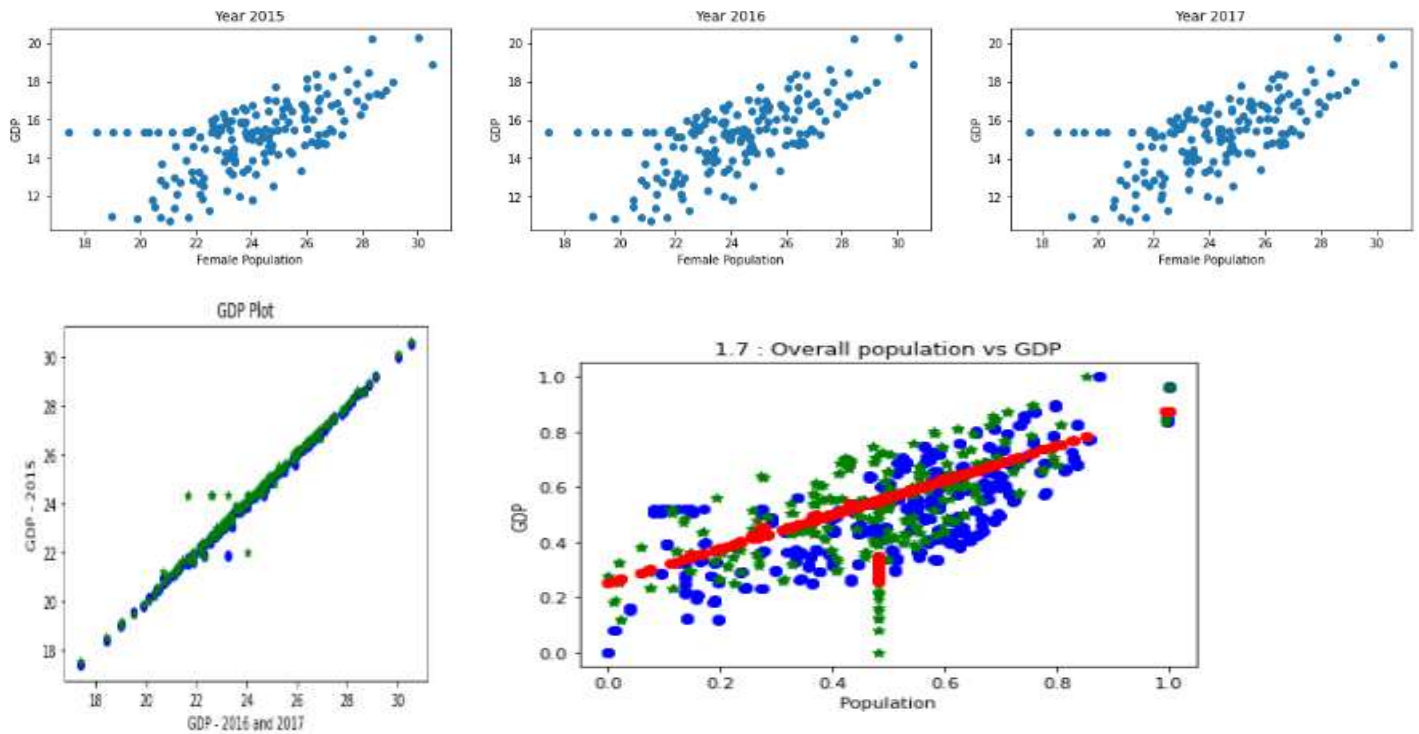 Year 2015
Year 2016
Year 2017
20
18
16
14
12
GDP
18 20 22 24 26 28 30
Female Population
20
18
16
14
12
GDP
18 20 22 24 26 28 30
Female Population
20
18
16
14
12
GDP
18 20 22 24 26 28 30
Female Population
GDP Plot
30
28
26
24
22
20
18
GDP - 2015
18 20 22 24 26 28 30
GDP - 2016 and 2017
1.7 : Overall population vs GDP
1.0
0.8
0.6
0.4
0.2
0.0
GDP
0.0 0.2 0.4 0.6 0.8 1.0
Population